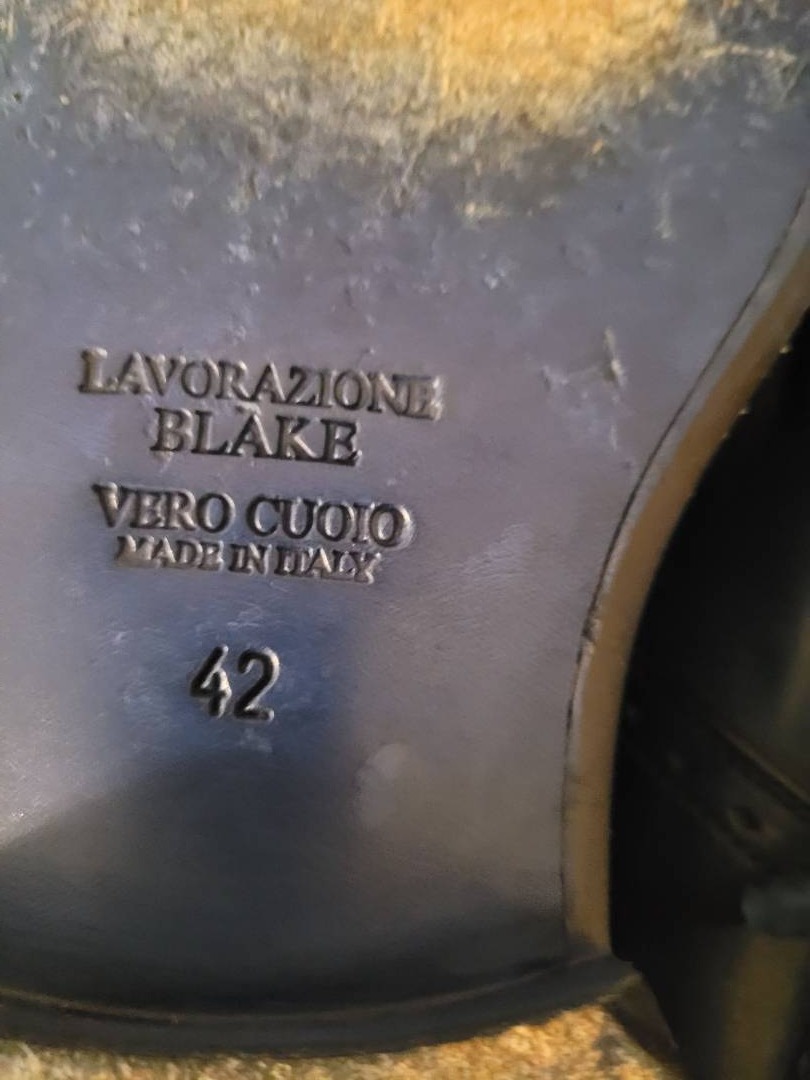 LAVORAZIONE
BLAKE
VERO CUOIO
MADE IN ITALY
42